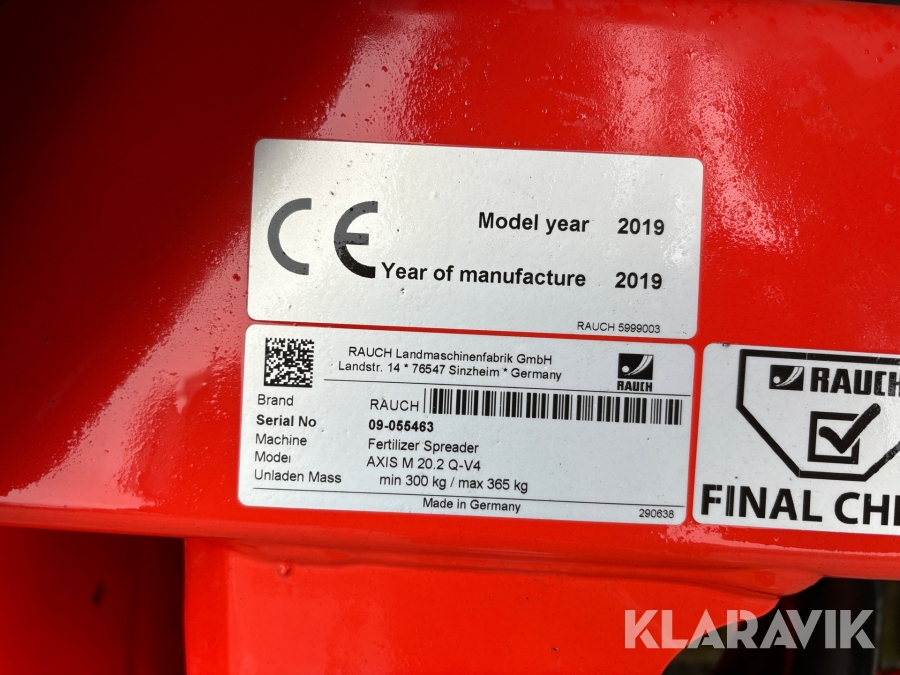 CE
Model year 2019
Year of manufacture 2019
RAUCH 5999003
RAUCH Landmaschinenfabrik GmbH
Landstr. 14 * 76547 Sinzheim * Germany
RAUCH
Brand RAUCH
Serial No 09-055463
Machine Fertilizer Spreader
Model AXIS M 20.2 Q-V4
Unladen Mass min 300 kg / max 365 kg
Made in Germany
290638
RAUCH
FINAL CHE
KLARAVIK